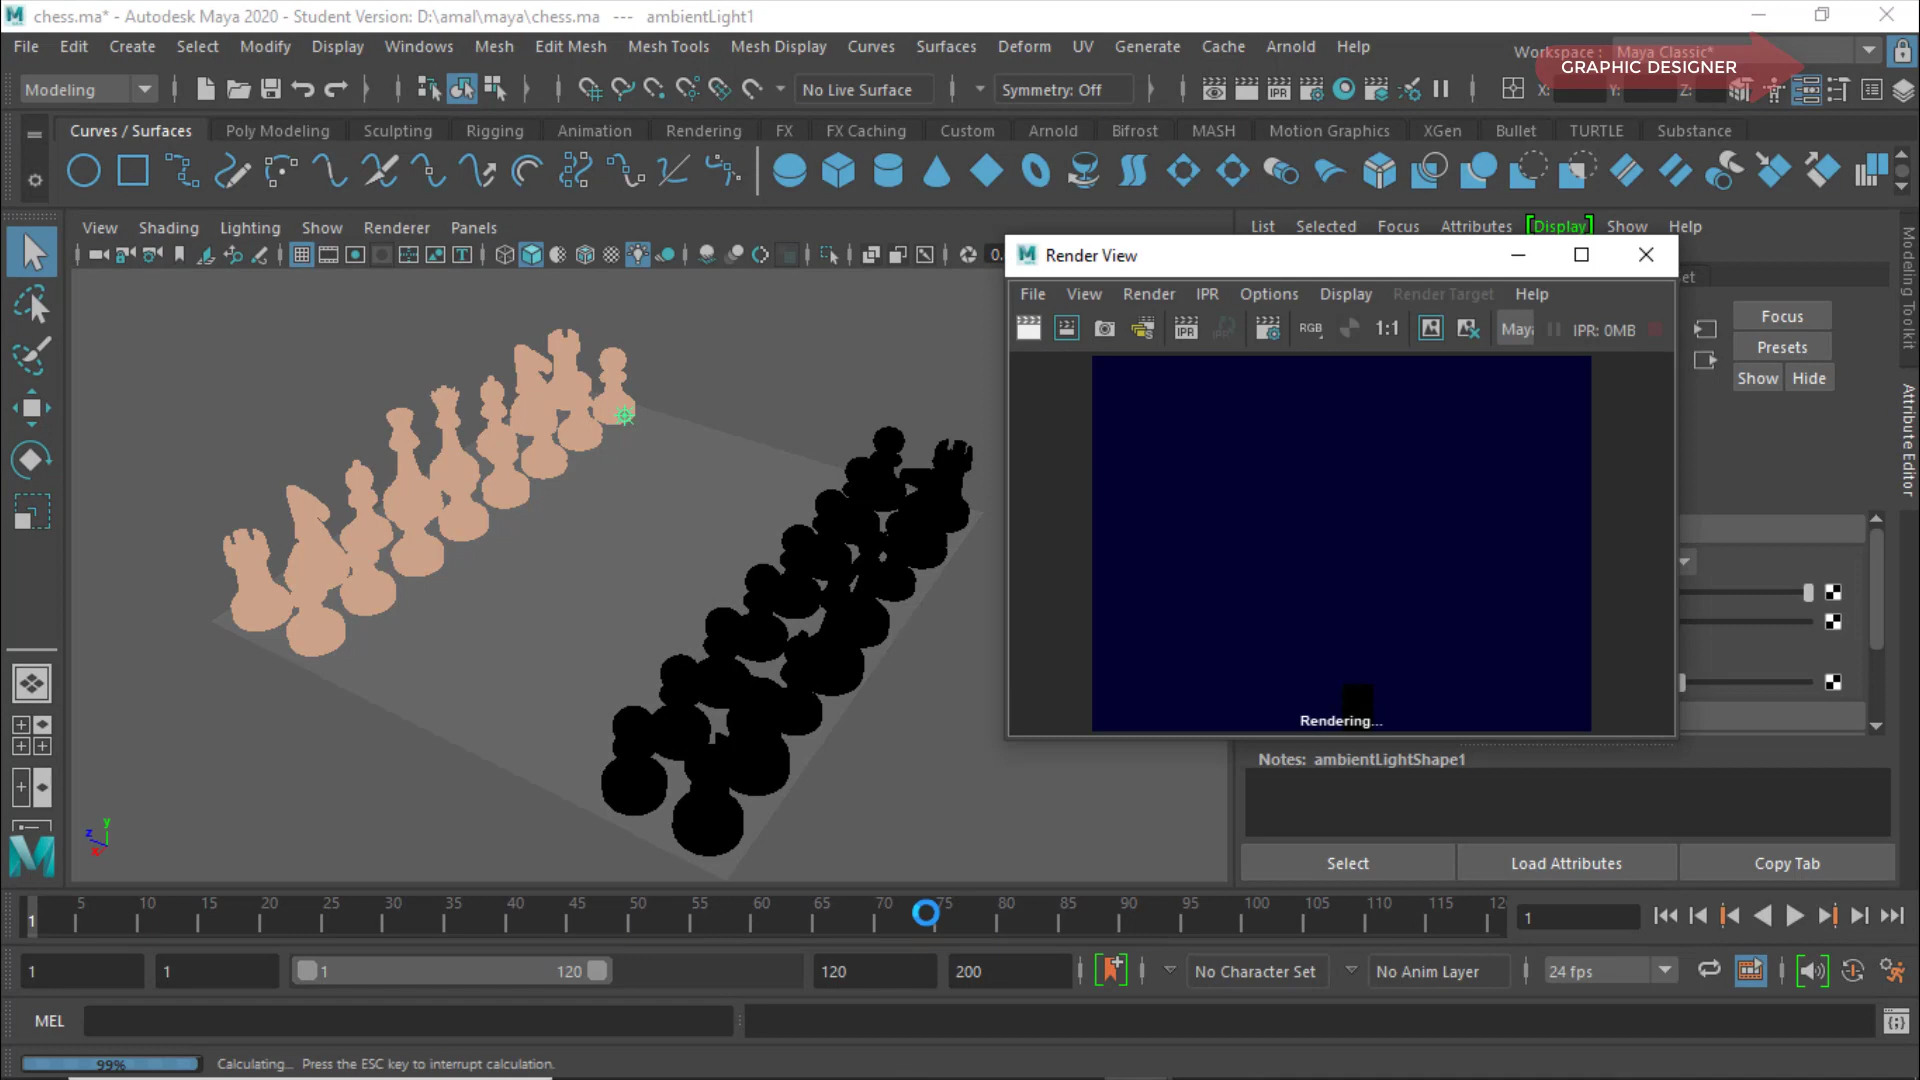 chess.ma* - Autodesk Maya 2020 - Student Version: D:\amal\maya\chess.ma --- ambientLight1
File Edit Create Select Modify Display Windows Mesh Edit Mesh Mesh Tools Mesh Display Curves Surfaces Deform UV Generate Cache Arnold Help
Workspace : Maya Classic*
GRAPHIC DESIGNER
Modeling No Live Surface Symmetry: Off IPR X: Y: Z:
Curves / Surfaces Poly Modeling Sculpting Rigging Animation Rendering FX FX Caching Custom Arnold Bifrost MASH Motion Graphics XGen Bullet TURTLE Substance
View Shading Lighting Show Renderer Panels
List Selected Focus Attributes Display Show Help
0.
Render View
File View Render IPR Options Display Render Target Help
IPR RGB 1:1 IPR: 0MB
Focus
Presets
Show Hide
Modeling Toolkit
Attribute Editor
Rendering...
Notes: ambientLightShape1
Select Load Attributes Copy Tab
z y x
1 5 10 15 20 25 30 35 40 45 50 55 60 65 70 75 80 85 90 95 100 105 110 115 1
1 1 1 120 120 200 No Character Set No Anim Layer 24 fps
MEL
99% Calculating... Press the ESC key to interrupt calculation.